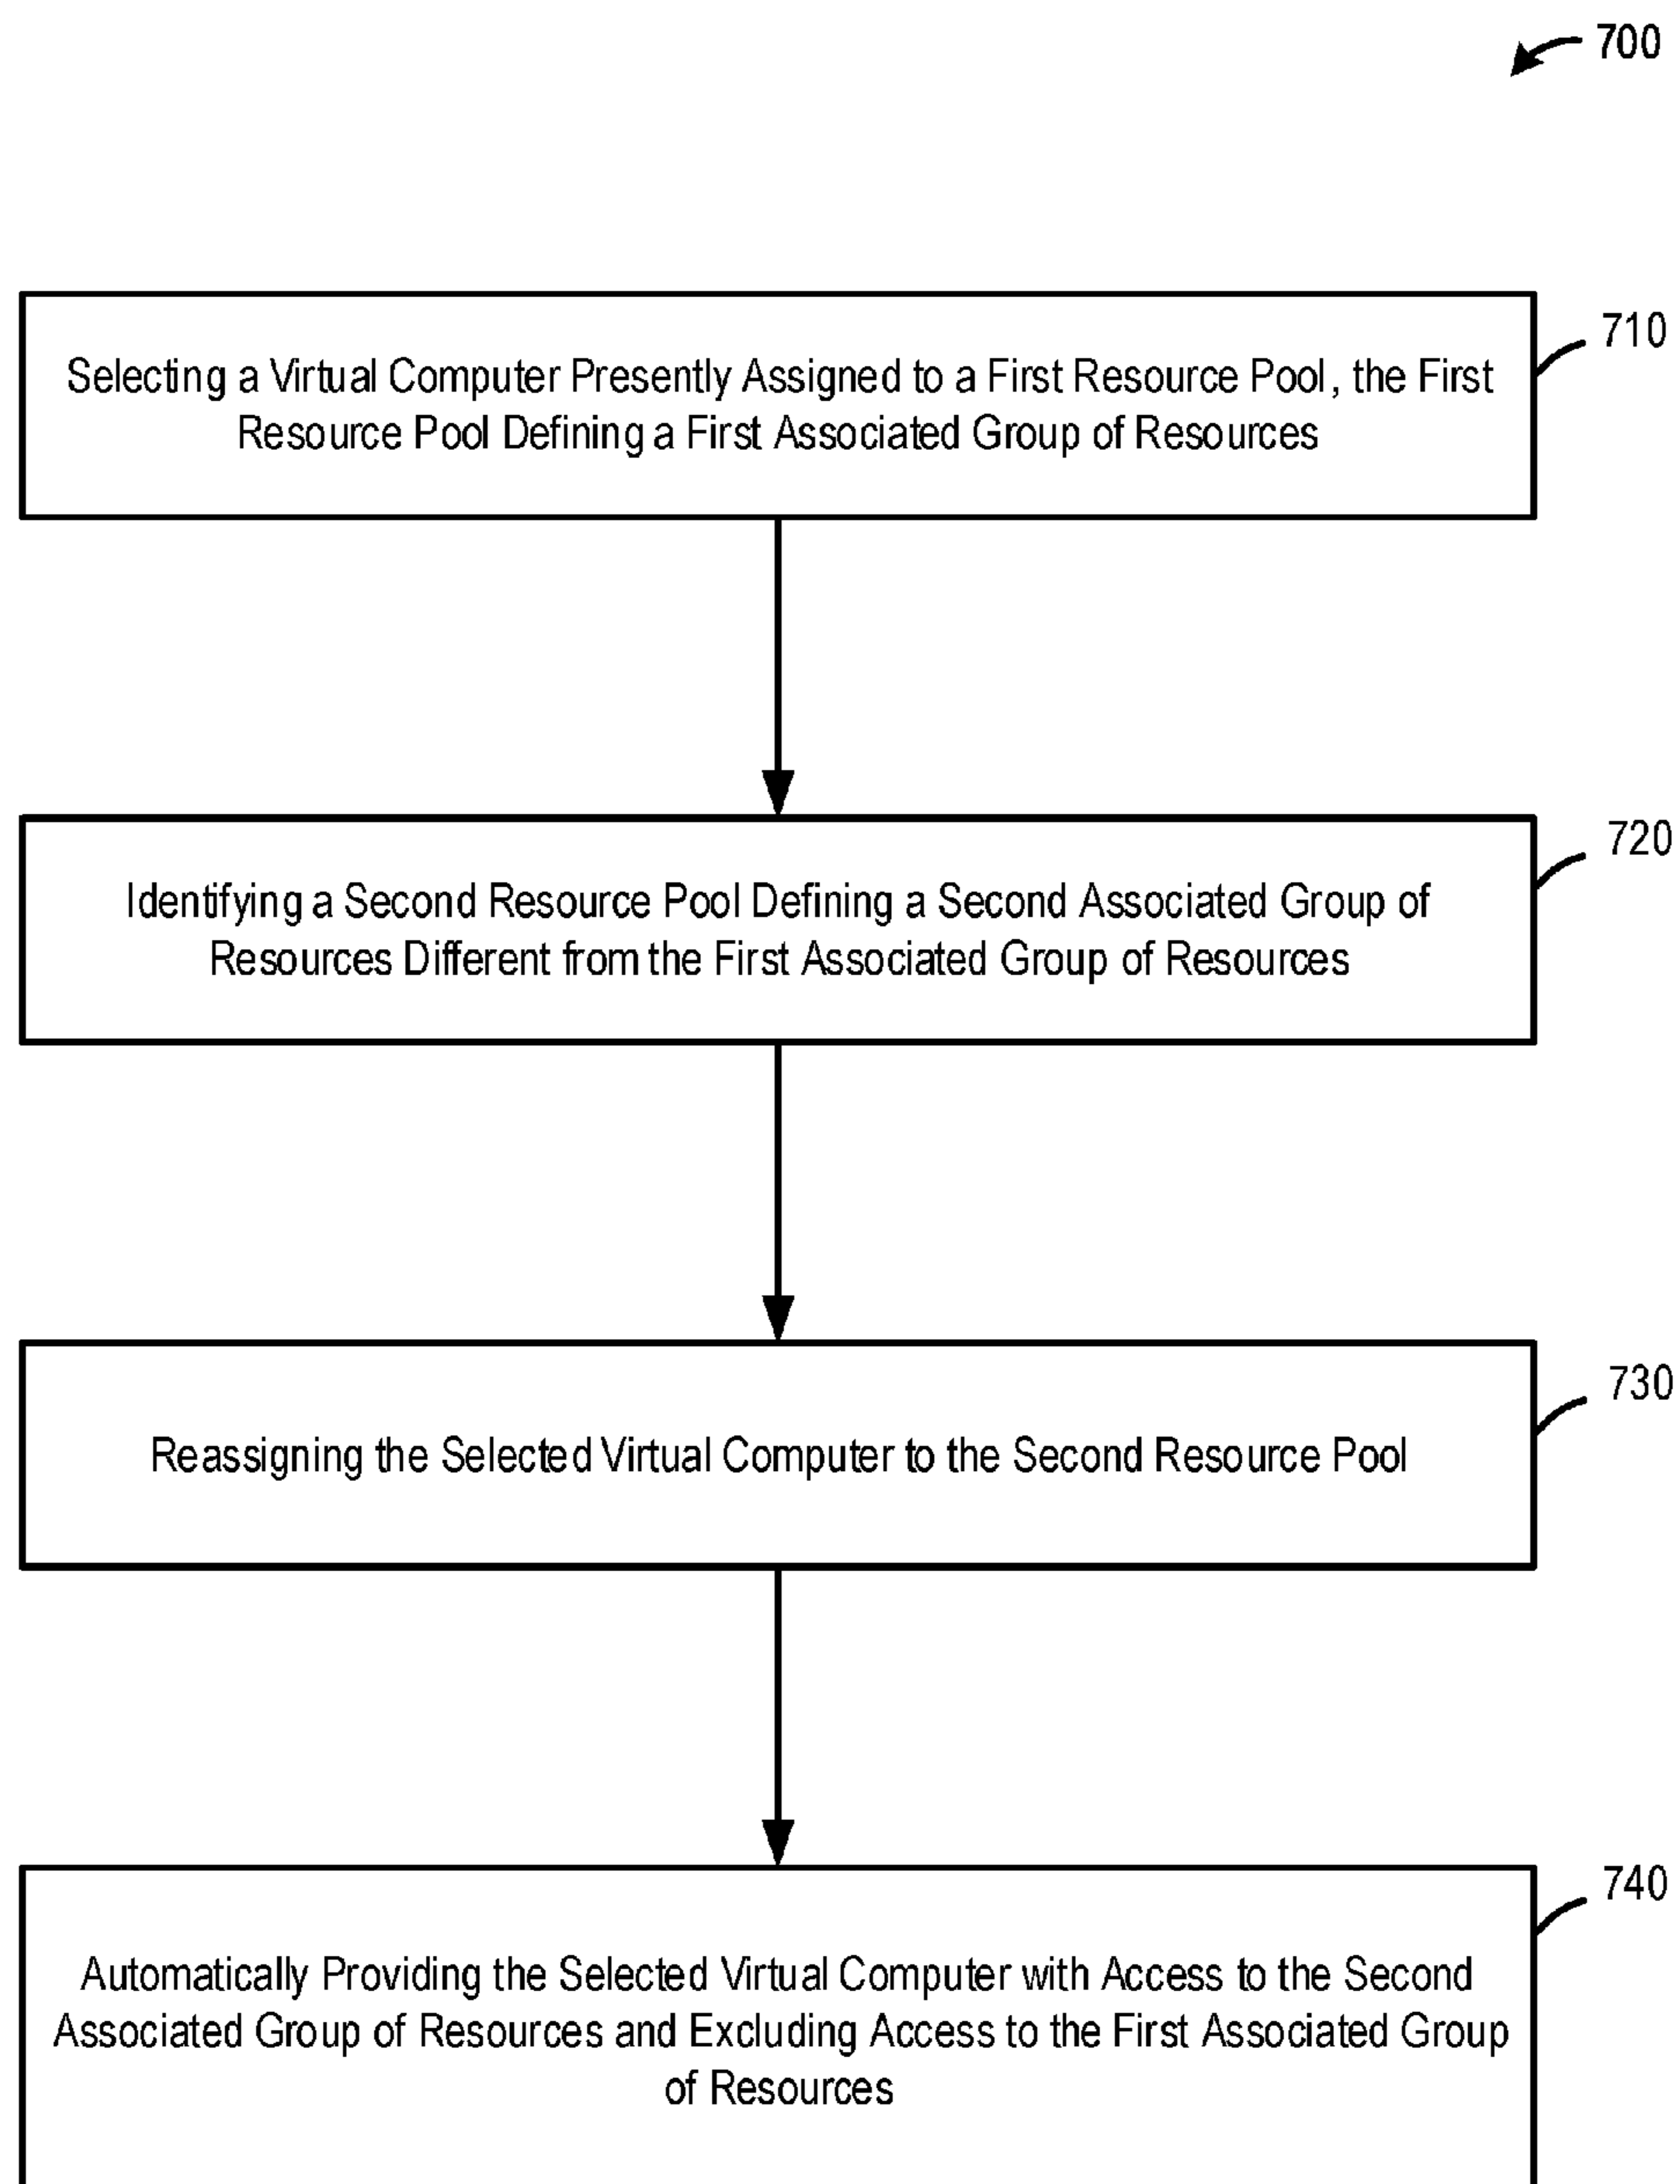 700
710
Selecting a Virtual Computer Presently Assigned to a First Resource Pool, the First
Resource Pool Defining a First Associated Group of Resources
720
Identifying a Second Resource Pool Defining a Second Associated Group of
Resources Different from the First Associated Group of Resources
730
Reassigning the Selected Virtual Computer to the Second Resource Pool
740
Automatically Providing the Selected Virtual Computer with Access to the Second
Associated Group of Resources and Excluding Access to the First Associated Group
of Resources